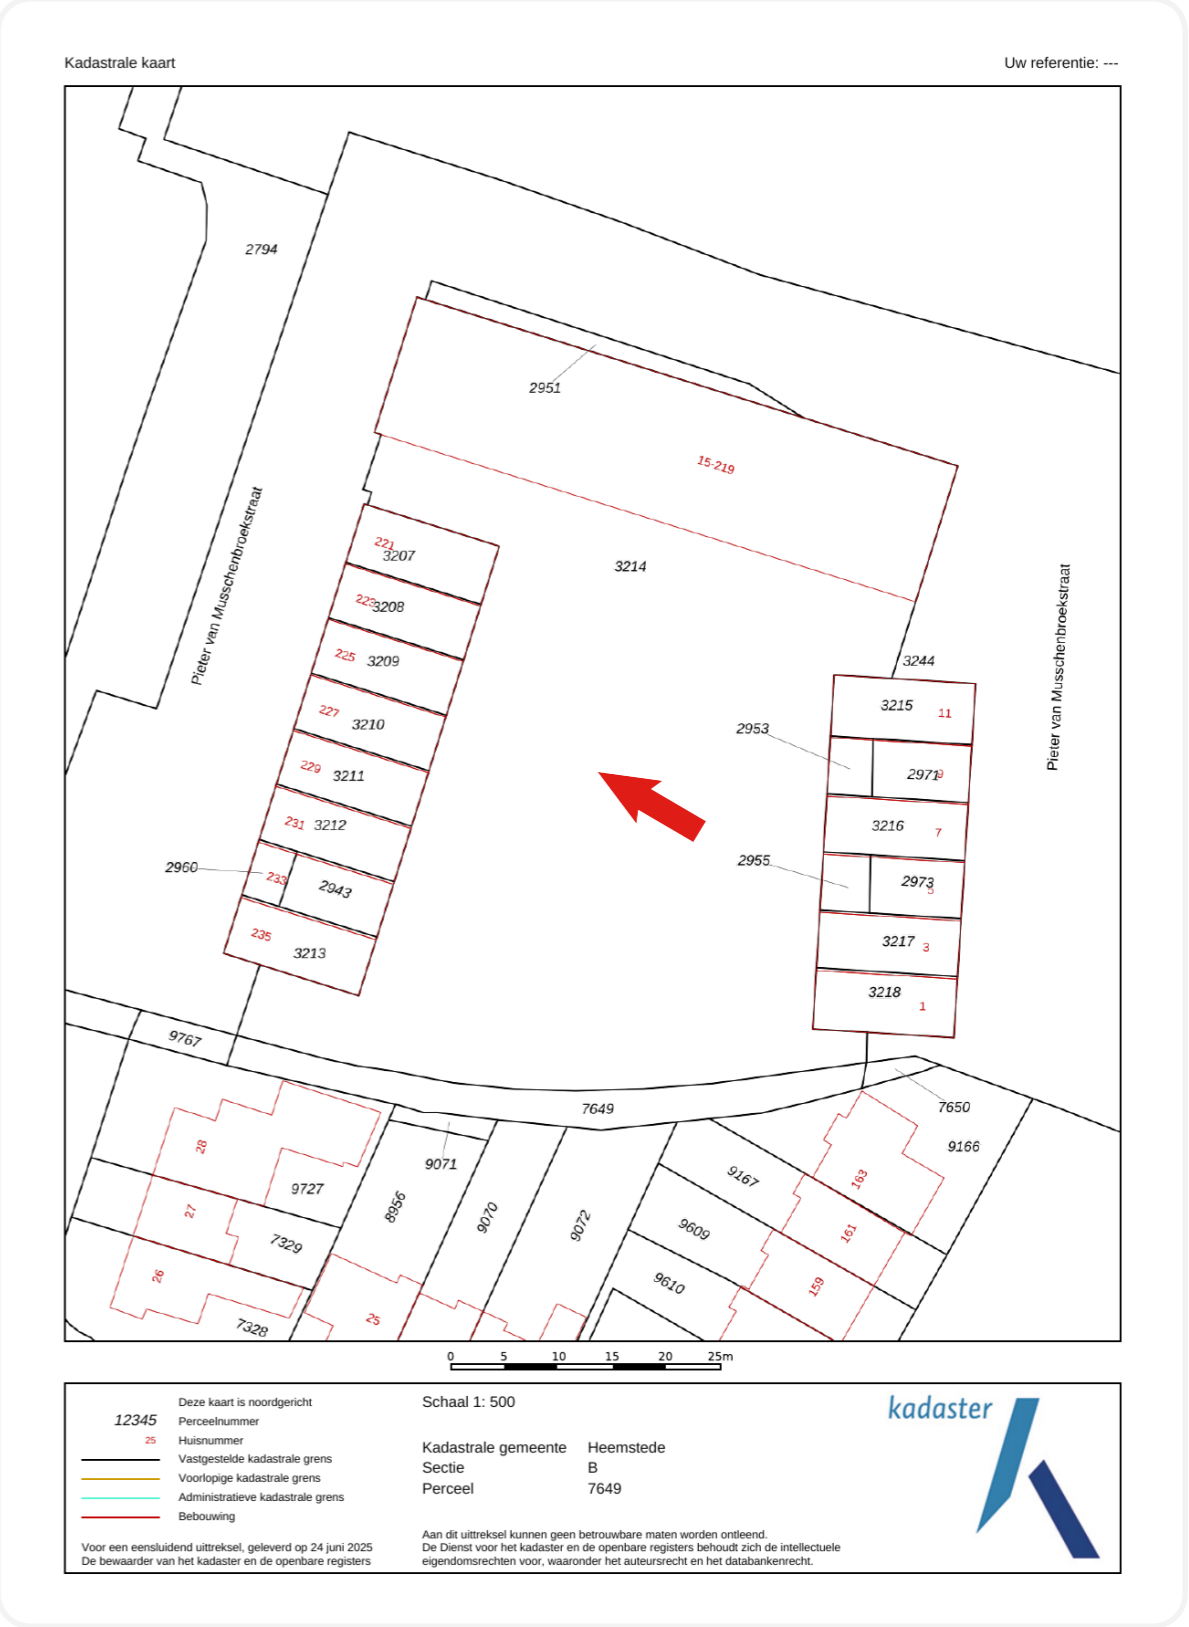 Kadastrale kaart
Uw referentie: ---
2794
2951
15-219
3214
Pieter van Musschenbroekstraat
Pieter van Musschenbroekstraat
221
3207
223
3208
225
3209
227
3210
229
3211
231
3212
2960
233
2943
235
3213
3244
3215
11
2953
2971
9
3216
7
2955
2973
5
3217
3
3218
1
9767
7649
7650
9166
28
9727
9071
8956
9070
9072
9167
163
27
7329
9609
161
26
9610
159
7328
25
0 5 10 15 20 25m
Deze kaart is noordgericht
12345 Perceelnummer
25 Huisnummer
Vastgestelde kadastrale grens
Voorlopige kadastrale grens
Administratieve kadastrale grens
Bebouwing
Voor een eensluidend uittreksel, geleverd op 24 juni 2025
De bewaarder van het kadaster en de openbare registers
Schaal 1: 500
Kadastrale gemeente Heemstede
Sectie B
Perceel 7649
Aan dit uittreksel kunnen geen betrouwbare maten worden ontleend.
De Dienst voor het kadaster en de openbare registers behoudt zich de intellectuele
eigendomsrechten voor, waaronder het auteursrecht en het databankenrecht.
kadaster